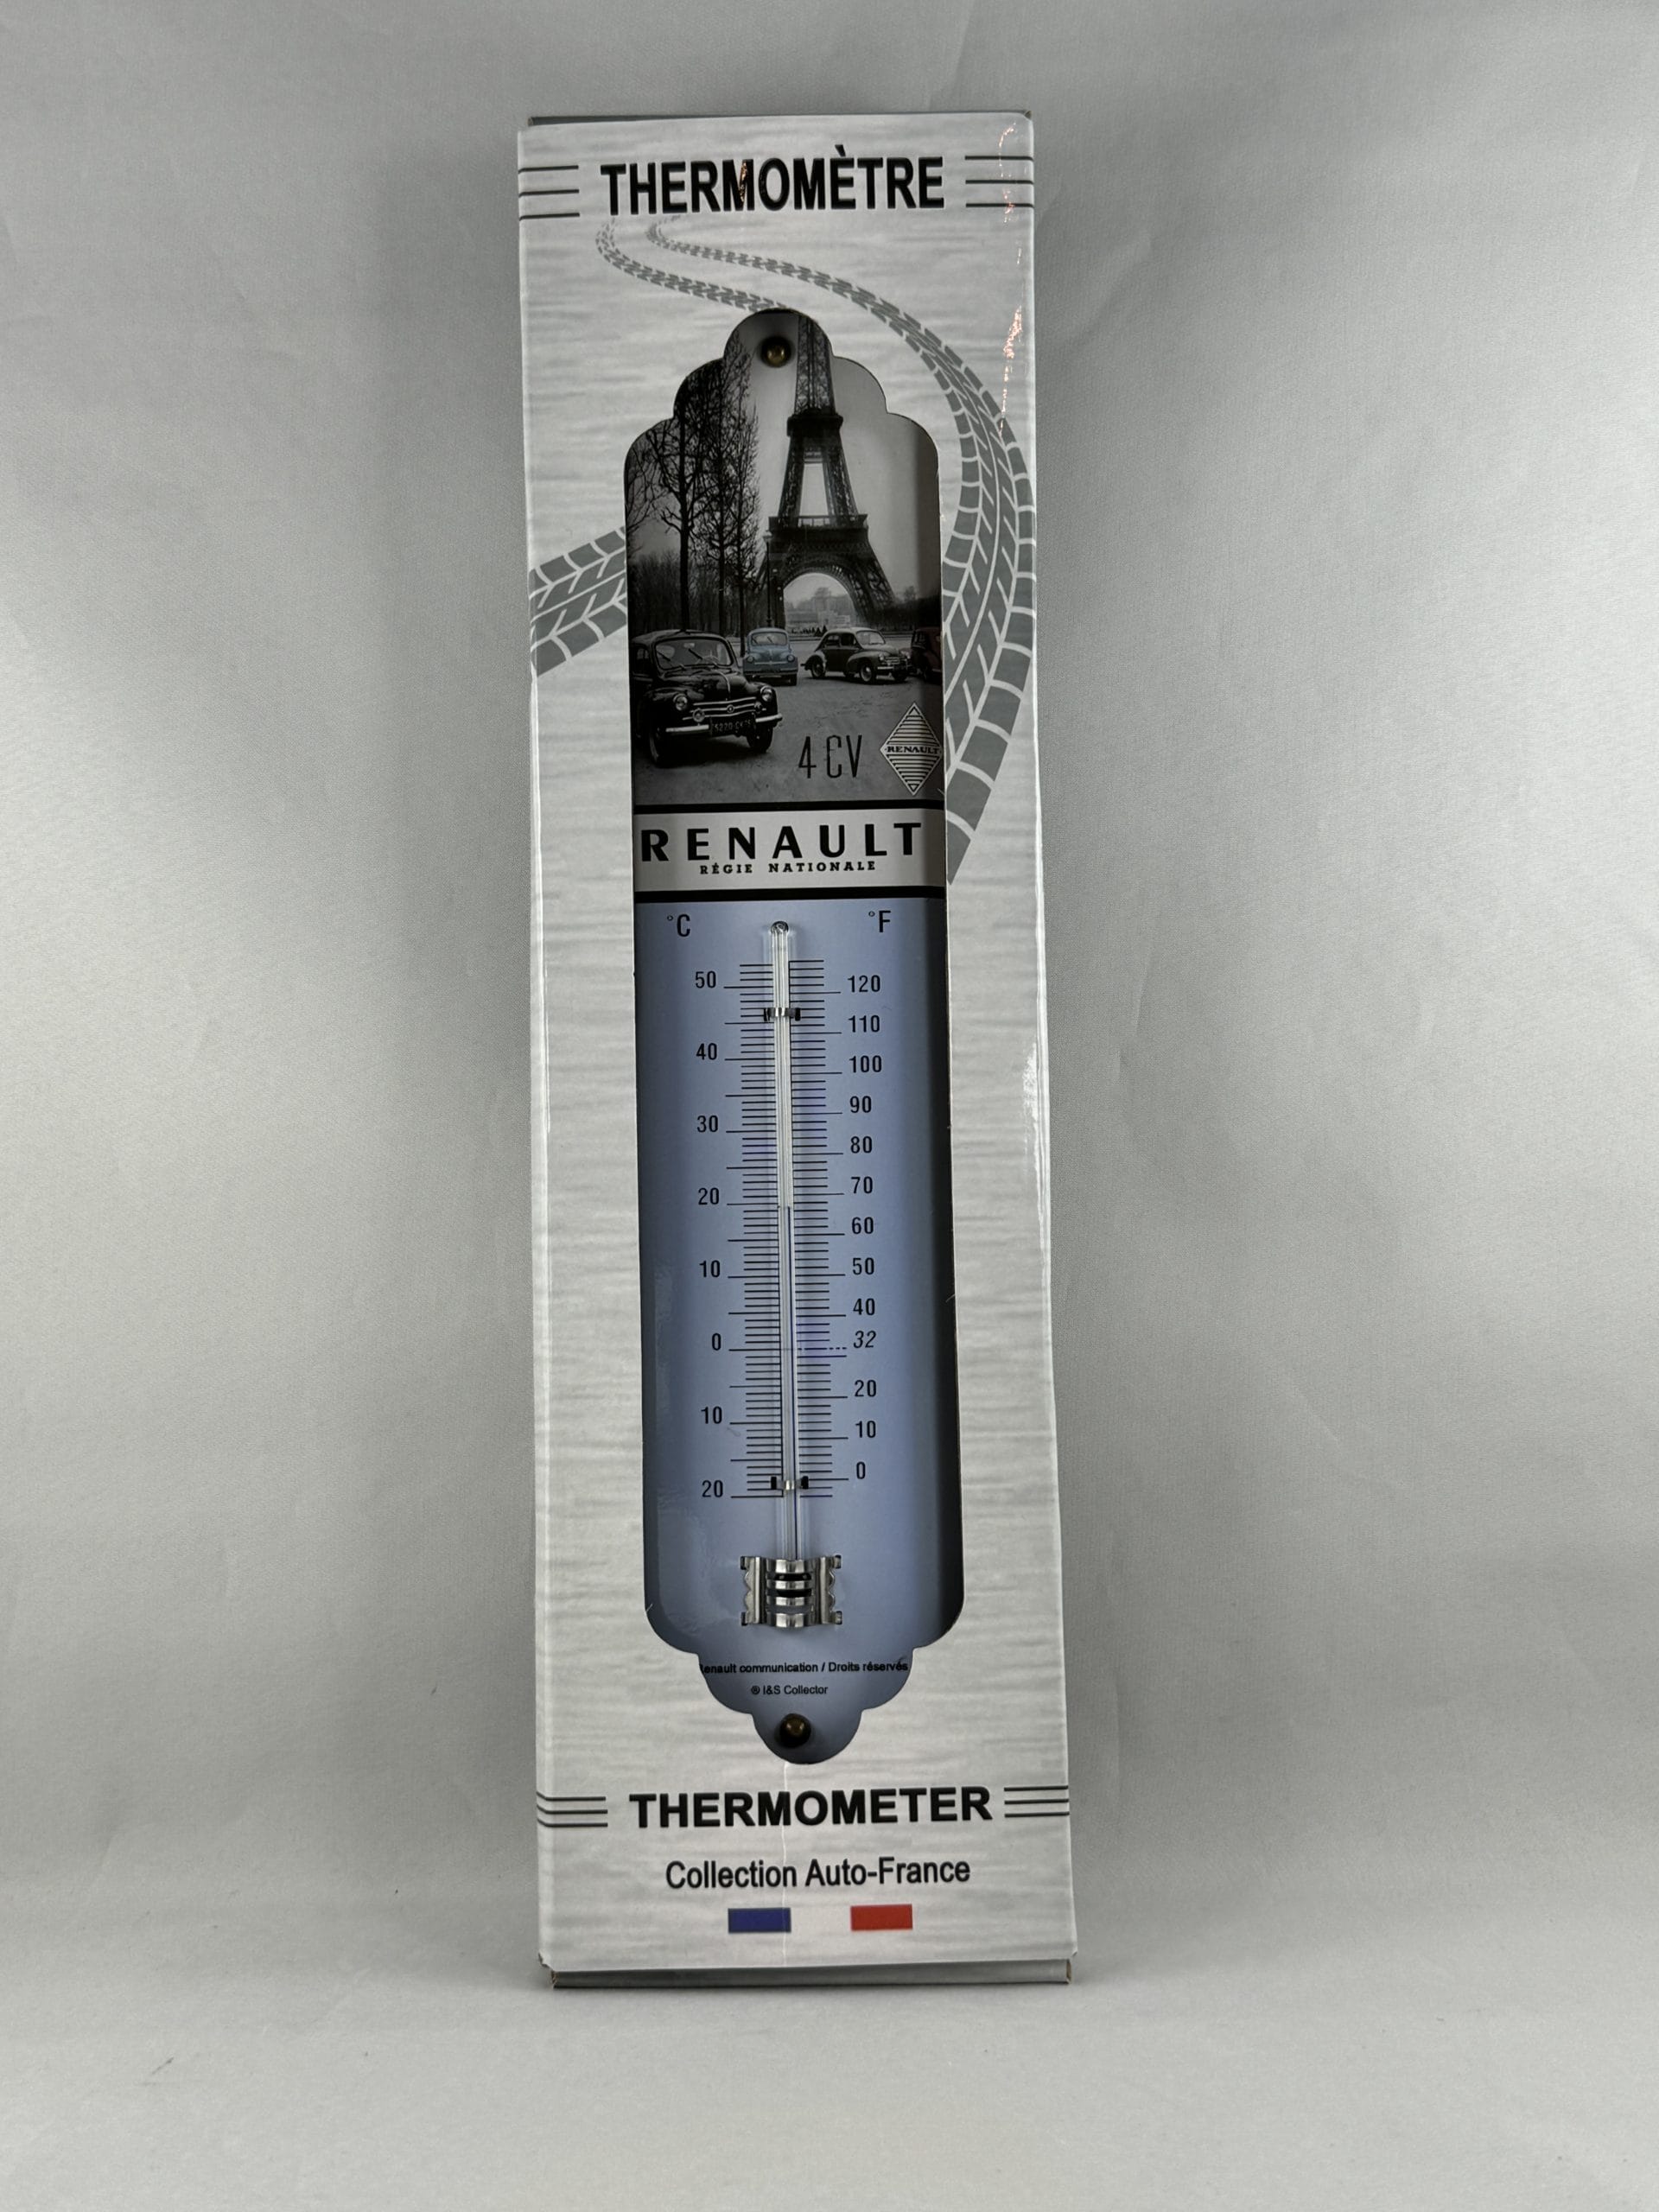 THERMOMÈTRE
4 CV
RENAULT
RENAULT
RÉGIE NATIONALE
°C °F
50 120
110
40 100
30 90
80
20 70
60
10 50
40
0 32
20
10 10
20 0
enault communication / Droits réservés
® I&S Collector
THERMOMETER
Collection Auto-France